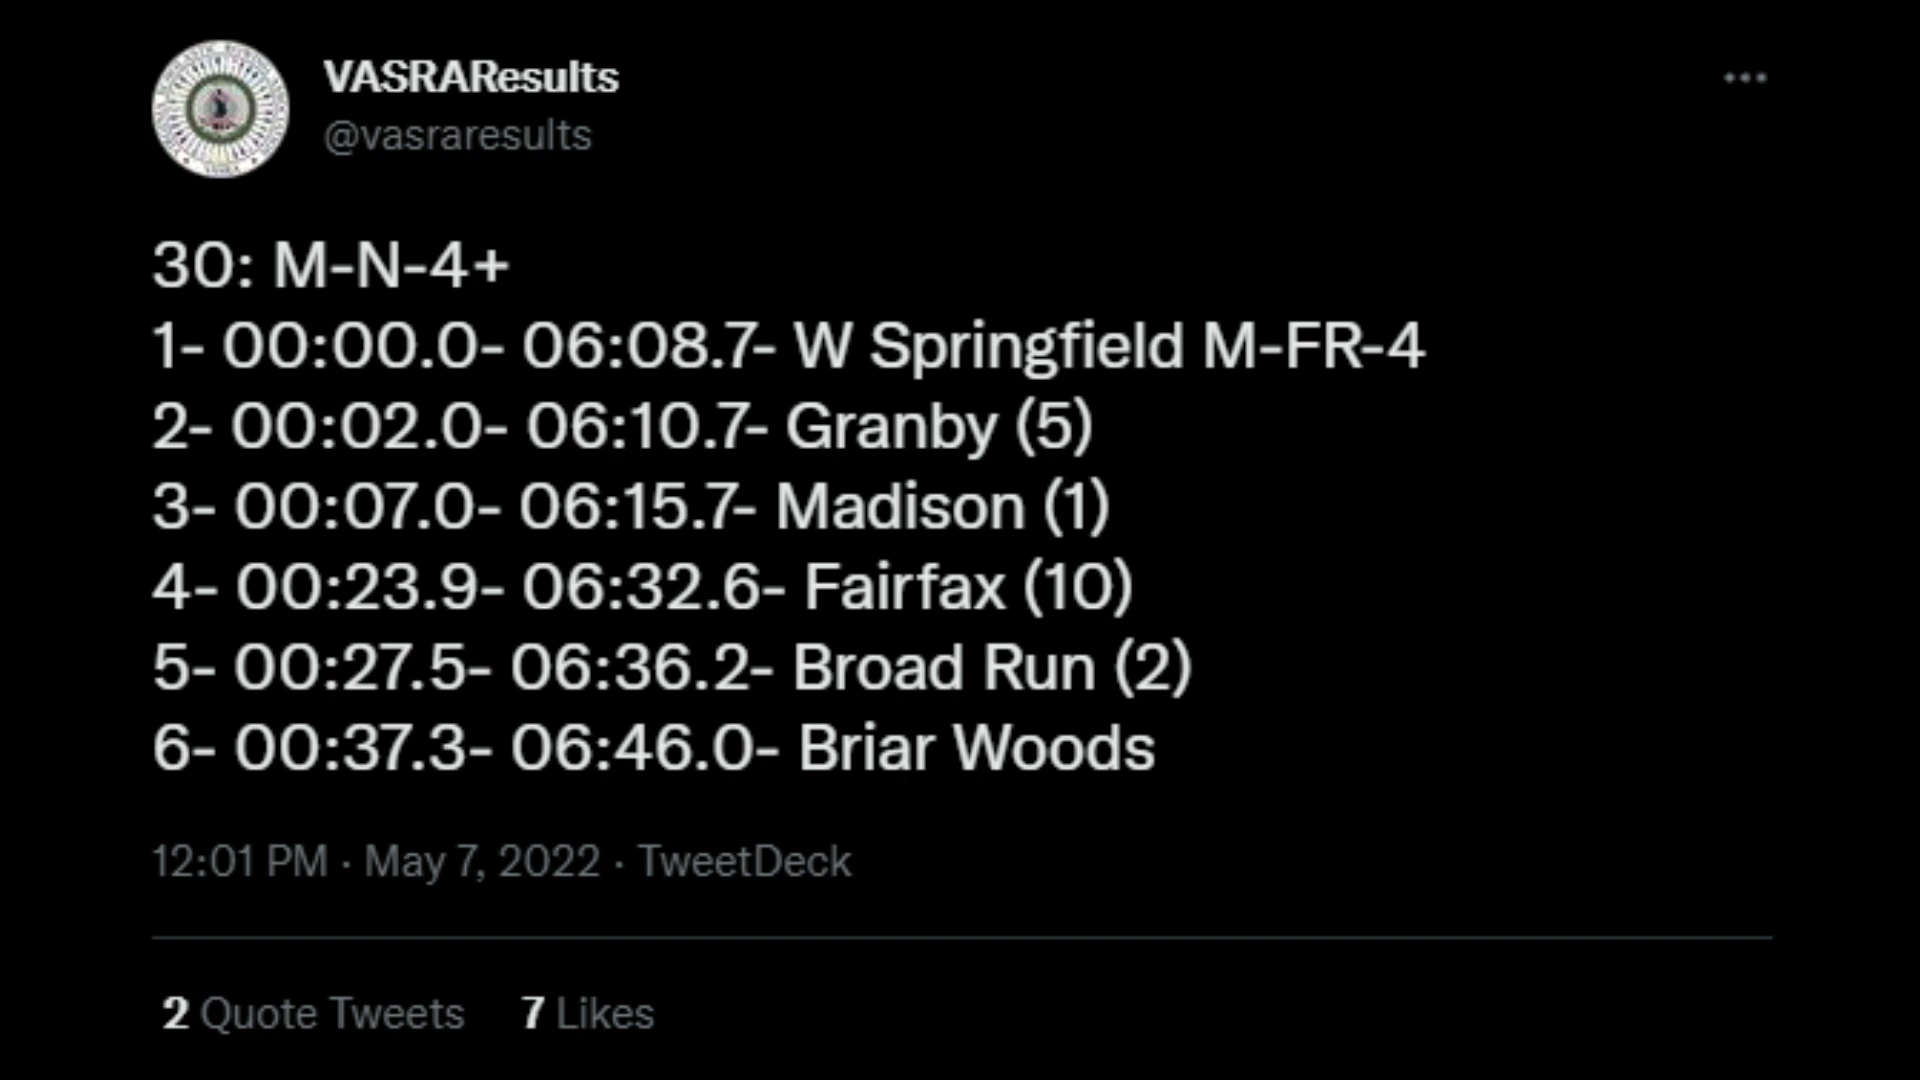 VASRAResults
@vasraresults
30: M-N-4+
1- 00:00.0- 06:08.7- W Springfield M-FR-4
2- 00:02.0- 06:10.7- Granby (5)
3- 00:07.0- 06:15.7- Madison (1)
4- 00:23.9- 06:32.6- Fairfax (10)
5- 00:27.5- 06:36.2- Broad Run (2)
6- 00:37.3- 06:46.0- Briar Woods
12:01 PM · May 7, 2022 · TweetDeck
2 Quote Tweets 7 Likes